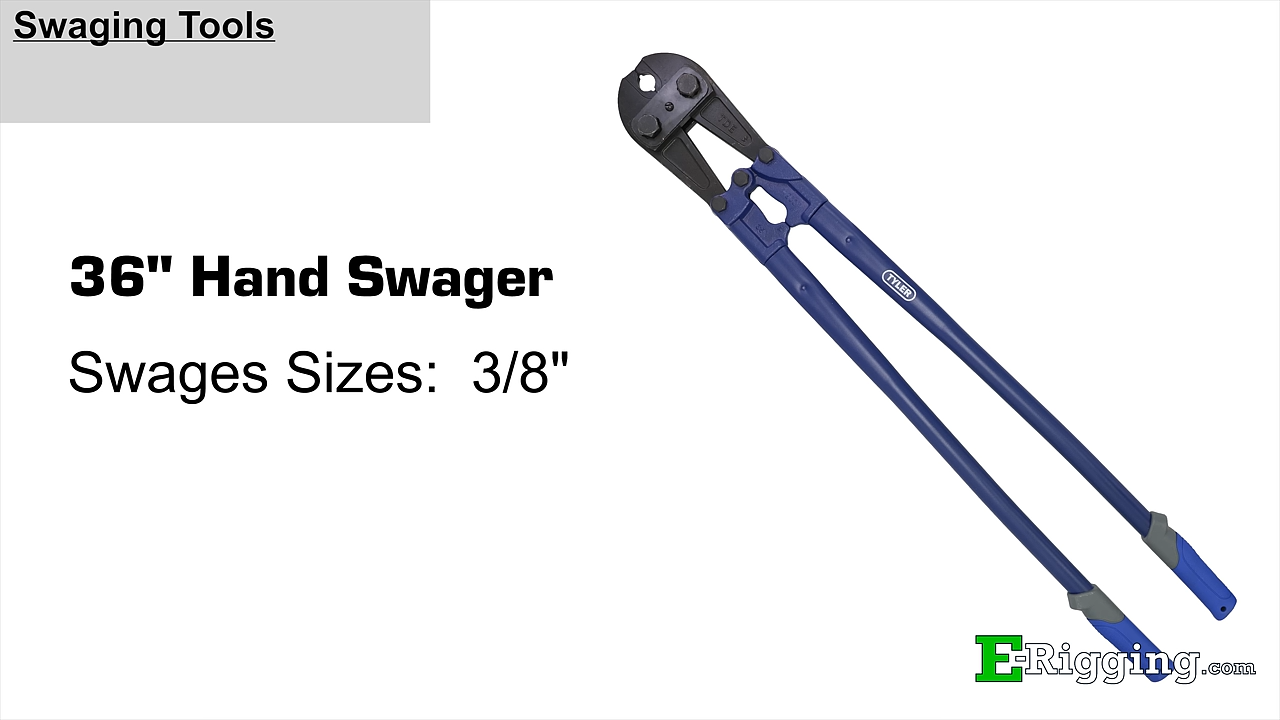 Swaging Tools
36" Hand Swager
Swages Sizes: 3/8"
TYLER
E-Rigging.com